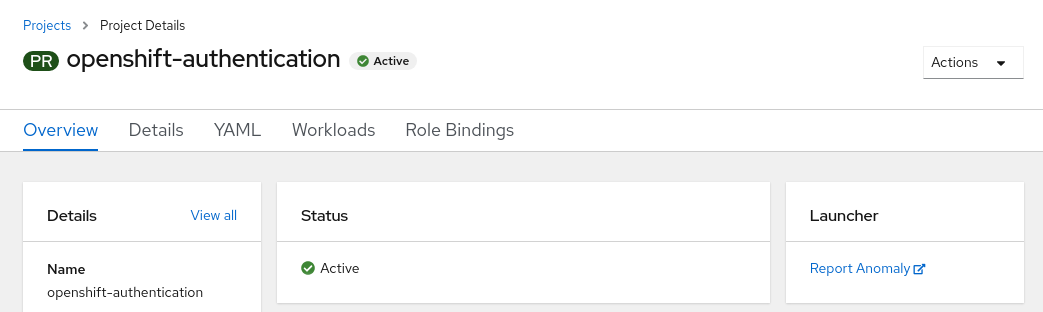 Projects > Project Details
PR openshift-authentication Active
Actions
Overview Details YAML Workloads Role Bindings
Details View all
Name
openshift-authentication
Status
Active
Launcher
Report Anomaly